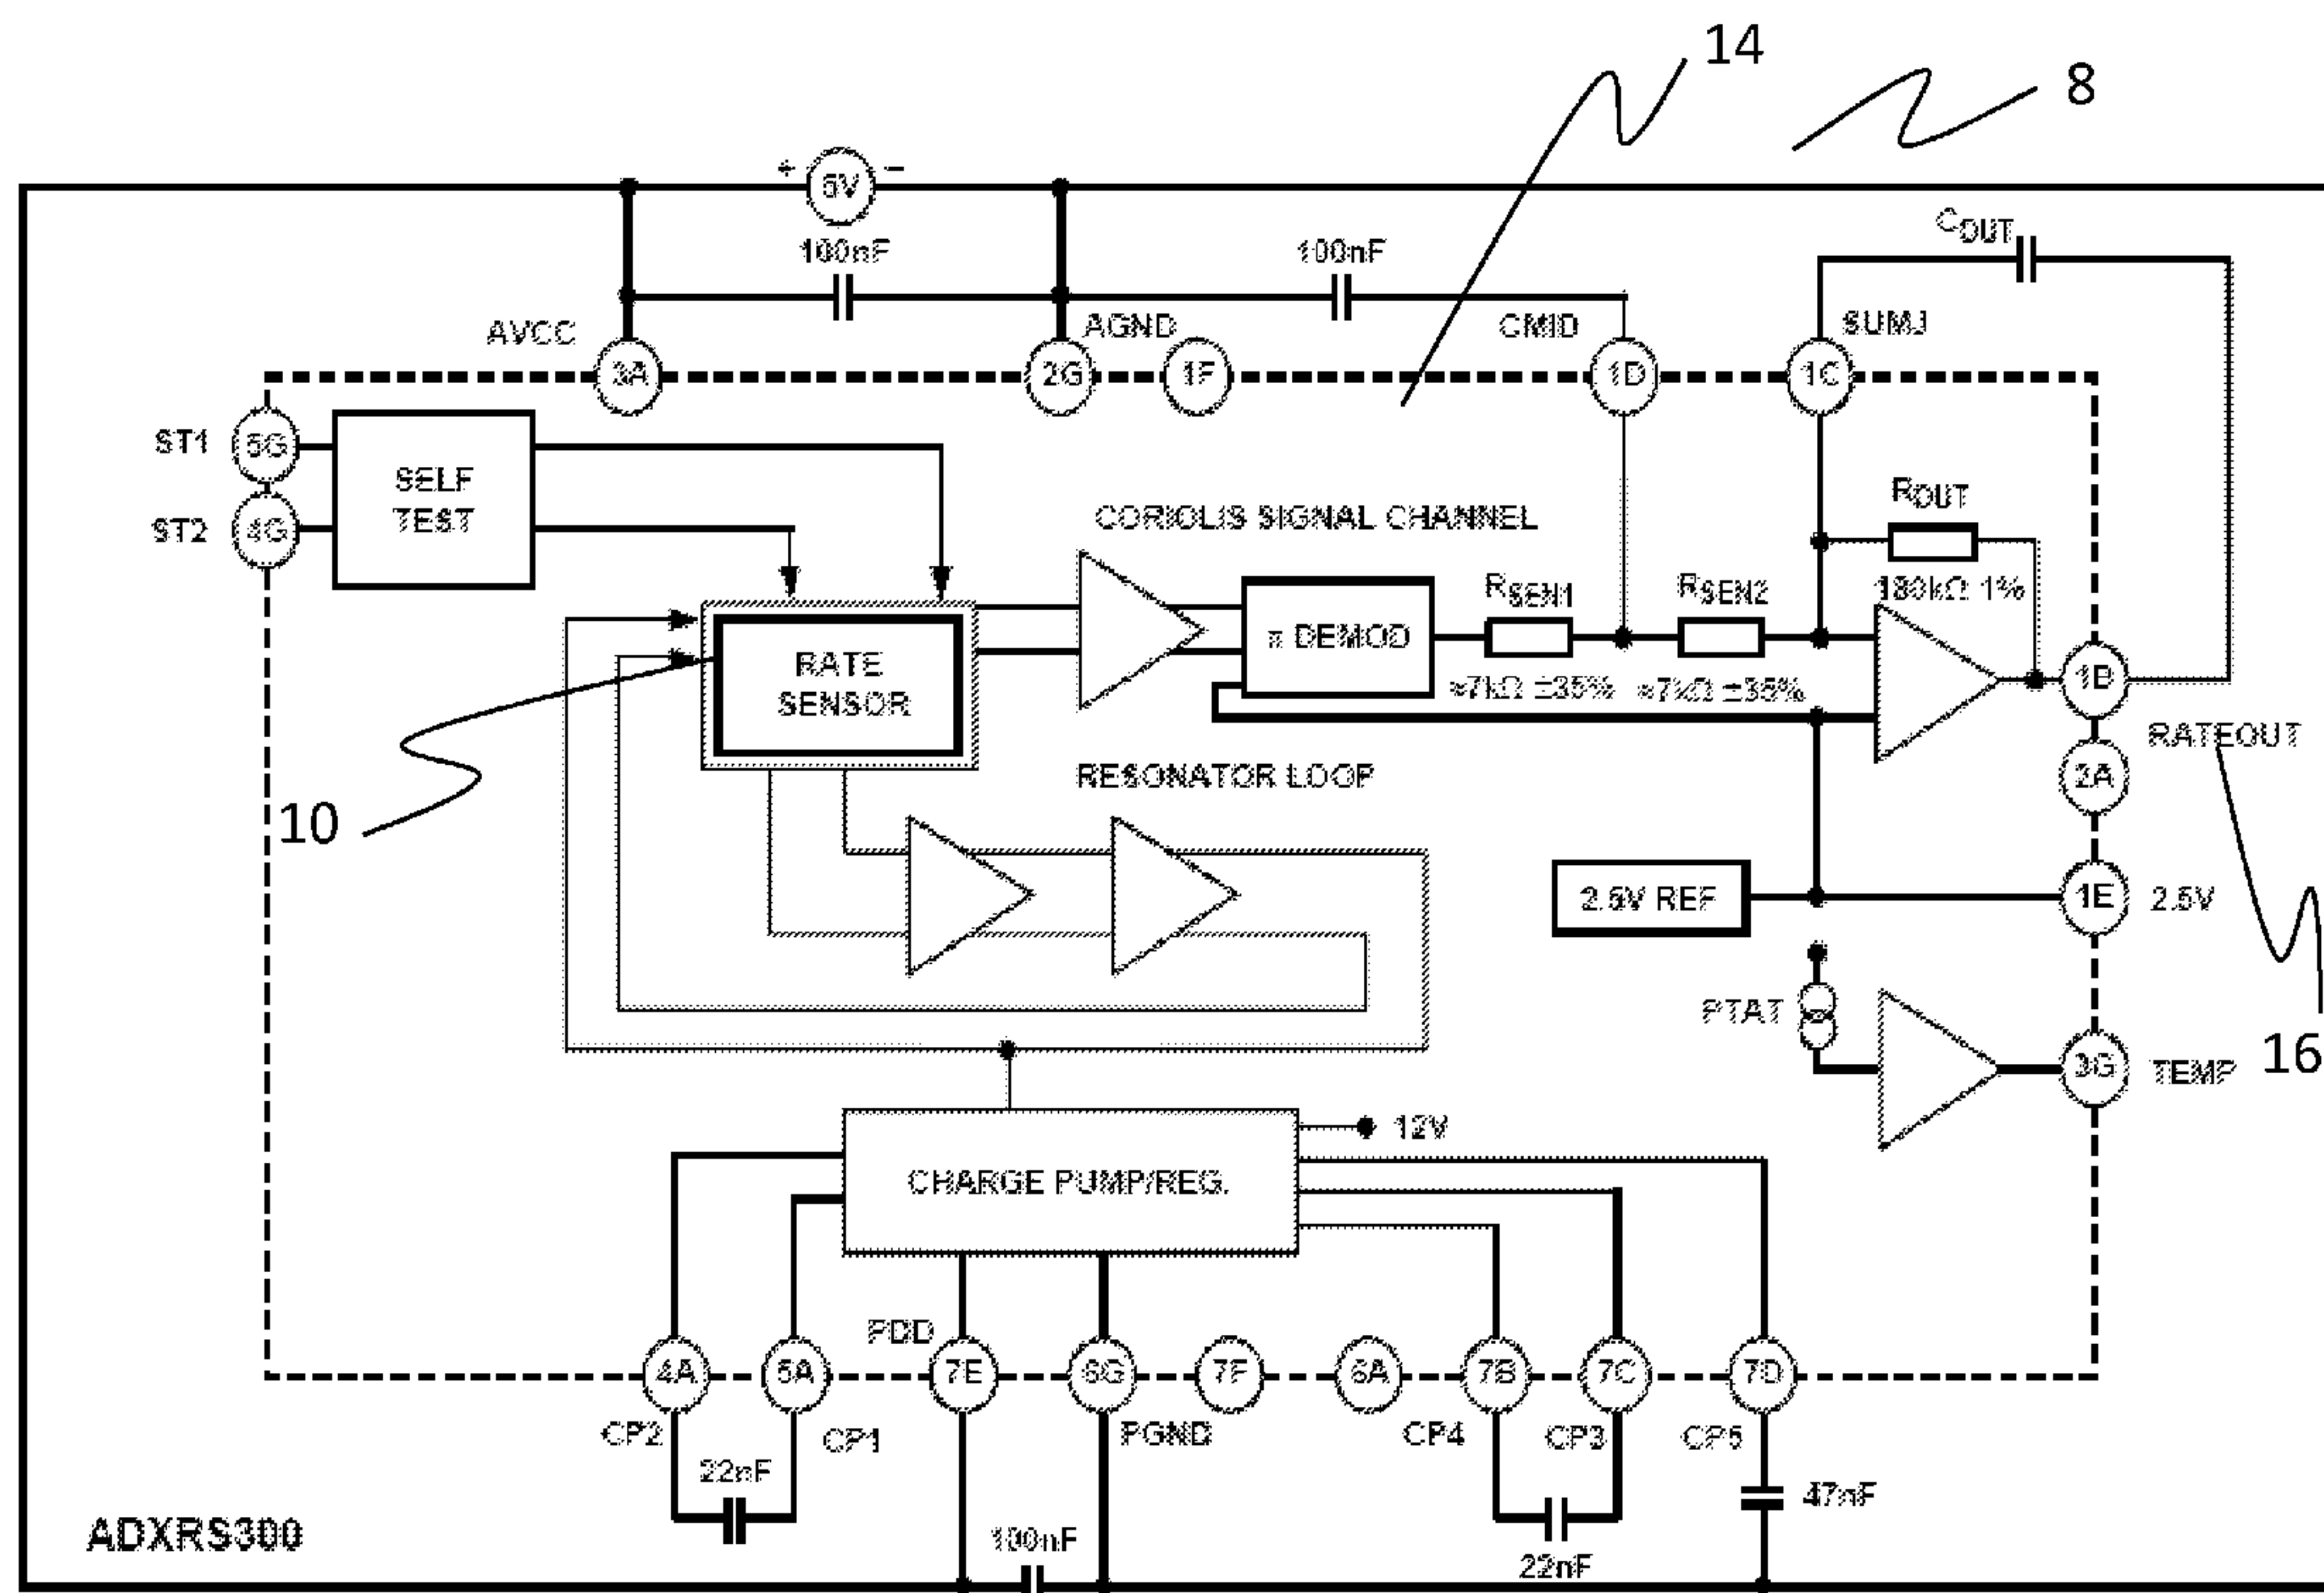 14
8
+ 5V −
COUT
100nF
100nF
AVCC
AGND
CMID
SUMJ
3A
2G
1F
1D
1C
ST1
5G
SELF
TEST
ST2
4G
ROUT
180kΩ 1%
CORIOLIS SIGNAL CHANNEL
RSEN1
RSEN2
π DEMOD
≈7kΩ ±35%
≈7kΩ ±35%
RATE
SENSOR
1B
RATEOUT
2A
RESONATOR LOOP
10
2.5V REF
1E
2.5V
PTAT
3G
TEMP
16
12V
CHARGE PUMP/REG.
PDD
4A
5A
7E
6G
7F
6A
7B
7C
7D
CP2
CP1
PGND
CP4
CP3
CP5
22nF
47nF
ADXRS300
100nF
22nF